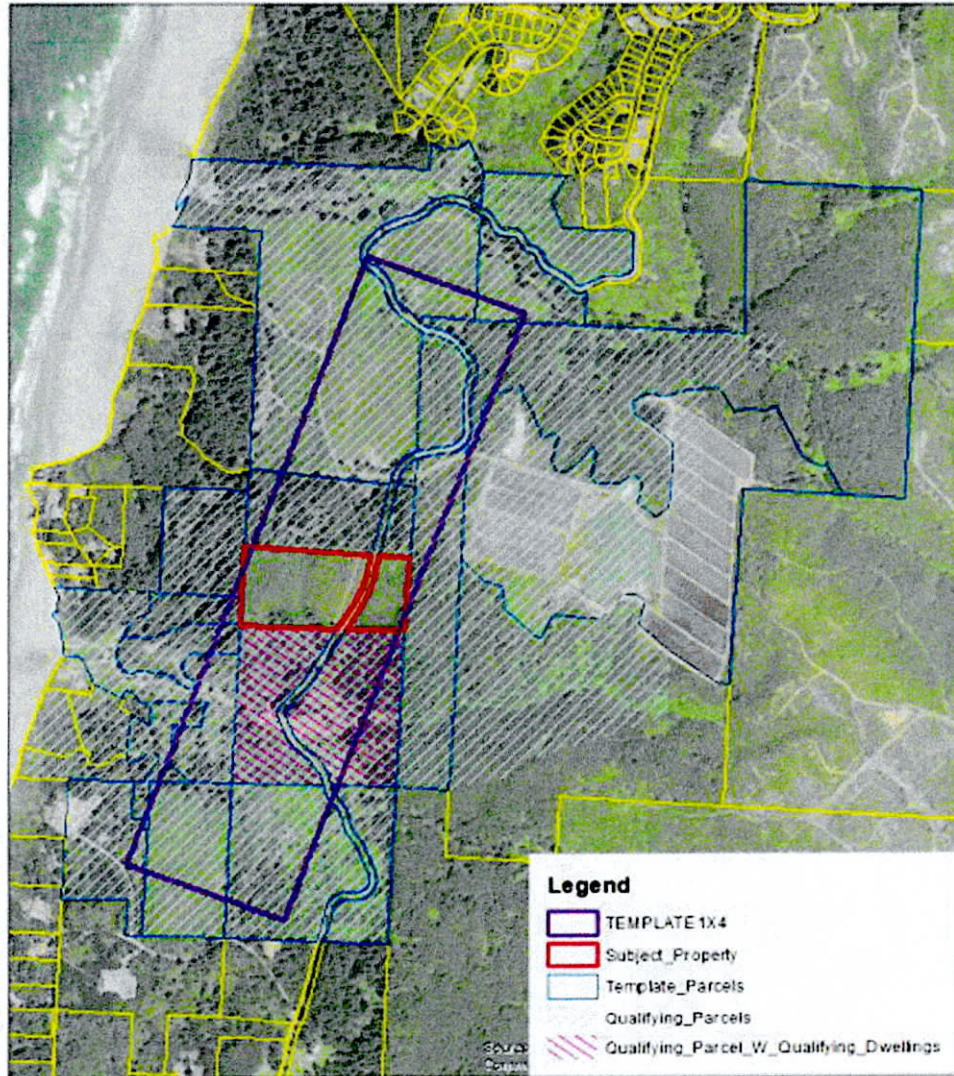 Legend
TEMPLATE 1X4
Subject_Property
Template_Parcels
Qualifying_Parcels
Qualifying_Parcel_W_Qualifying_Dwellings